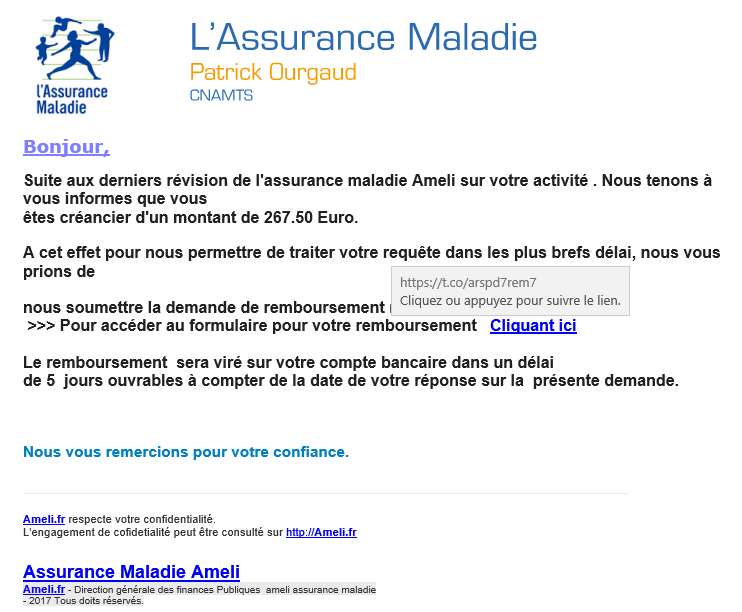 l'Assurance
Maladie
L'Assurance Maladie
Patrick Ourgaud
CNAMTS
Bonjour,
Suite aux derniers révision de l'assurance maladie Ameli sur votre activité . Nous tenons à
vous informes que vous
êtes créancier d'un montant de 267.50 Euro.
A cet effet pour nous permettre de traiter votre requête dans les plus brefs délai, nous vous
prions de
https://t.co/arspd7rem7
Cliquez ou appuyez pour suivre le lien.
nous soumettre la demande de remboursement
>>> Pour accéder au formulaire pour votre remboursement Cliquant ici
Le remboursement sera viré sur votre compte bancaire dans un délai
de 5 jours ouvrables à compter de la date de votre réponse sur la présente demande.
Nous vous remercions pour votre confiance.
Ameli.fr respecte votre confidentialité.
L'engagement de cofidetialité peut être consulté sur http://Ameli.fr
Assurance Maladie Ameli
Ameli.fr - Direction générale des finances Publiques ameli assurance maladie
- 2017 Tous doits réservés.